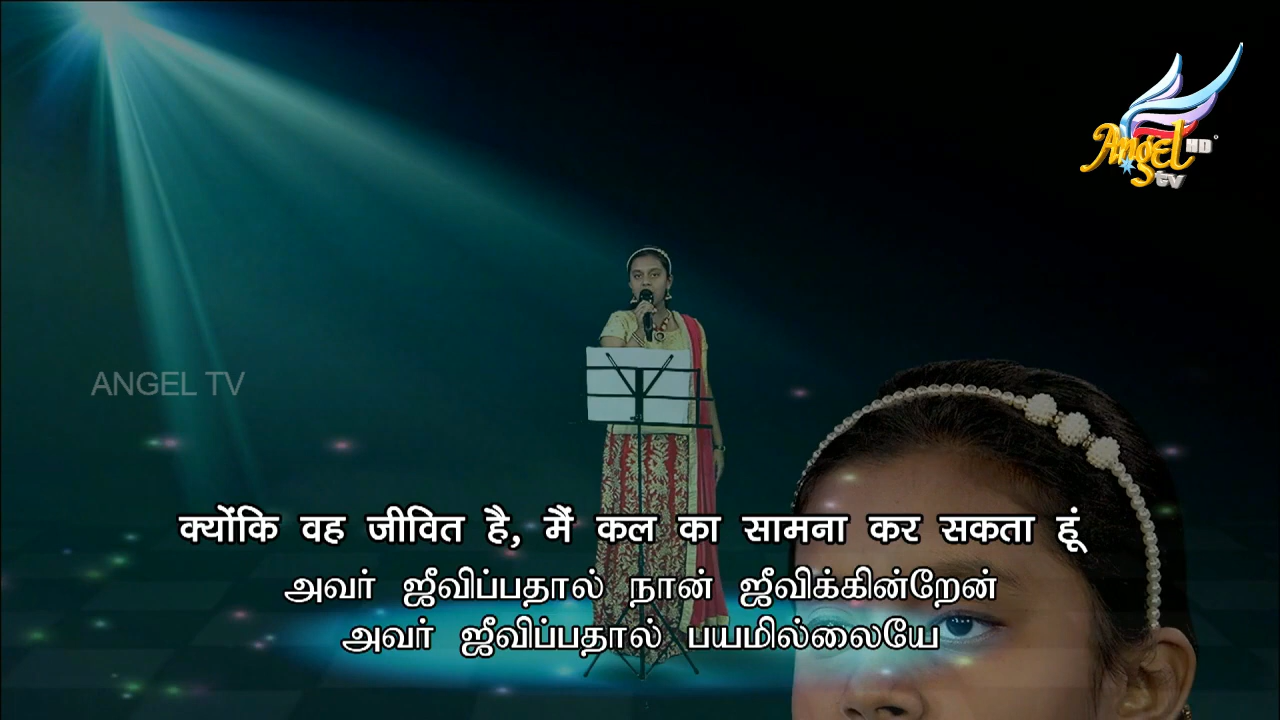 Angel HD
tv
ANGEL TV
क्योंकि वह जीवित है, मैं कल का सामना कर सकता हूं
அவர் ஜீவிப்பதால் நான் ஜீவிக்கின்றேன்
அவர் ஜீவிப்பதால் பயமில்லையே